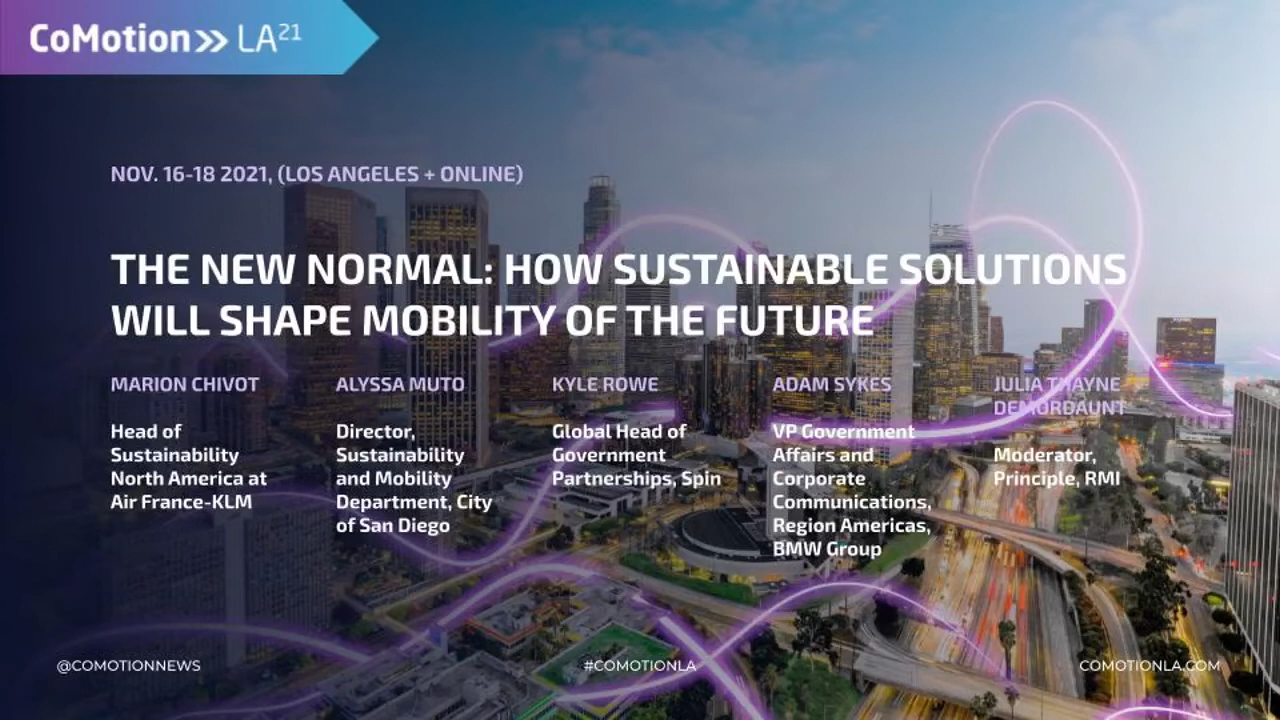 CoMotion >> LA21
NOV. 16-18 2021, (LOS ANGELES + ONLINE)
THE NEW NORMAL: HOW SUSTAINABLE SOLUTIONS
WILL SHAPE MOBILITY OF THE FUTURE
MARION CHIVOT
Head of
Sustainability
North America at
Air France-KLM
ALYSSA MUTO
Director,
Sustainability
and Mobility
Department, City
of San Diego
KYLE ROWE
Global Head of
Government
Partnerships, Spin
ADAM SYKES
VP Government
Affairs and
Corporate
Communications,
Region Americas,
BMW Group
JULIA THAYNE
DEMORDAUNT
Moderator,
Principle, RMI
@COMOTIONNEWS
#COMOTIONLA
COMOTIONLA.COM